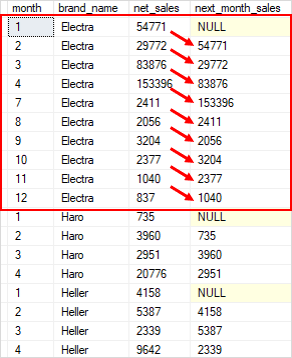 month brand_name net_sales next_month_sales
1 Electra 54771 NULL
2 Electra 29772 54771
3 Electra 83876 29772
4 Electra 153396 83876
7 Electra 2411 153396
8 Electra 2056 2411
9 Electra 3204 2056
10 Electra 2377 3204
11 Electra 1040 2377
12 Electra 837 1040
1 Haro 735 NULL
2 Haro 3960 735
3 Haro 2951 3960
4 Haro 20776 2951
1 Heller 4158 NULL
2 Heller 5387 4158
3 Heller 2339 5387
4 Heller 9642 2339